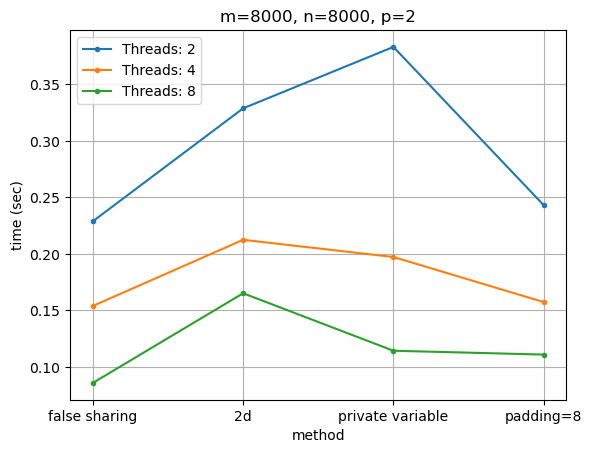 m=8000, n=8000, p=2
Threads: 2
Threads: 4
Threads: 8
time (sec)
0.35
0.30
0.25
0.20
0.15
0.10
false sharing 2d private variable padding=8
method